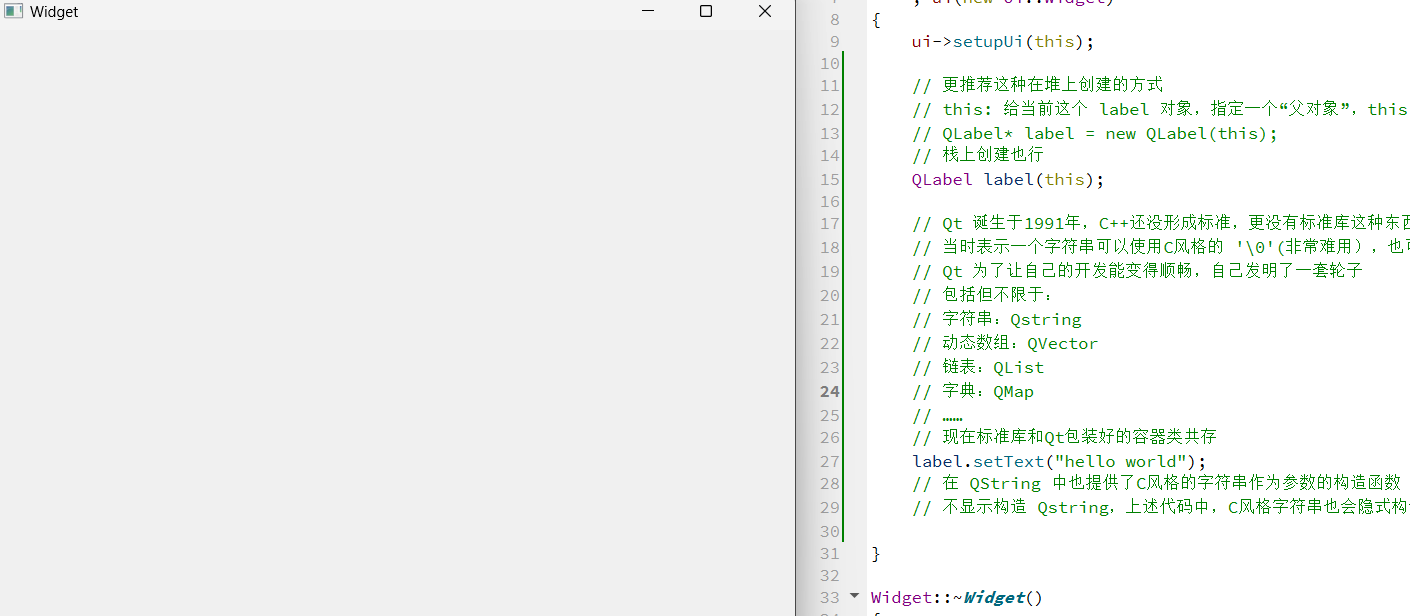 Widget
8 {
9 ui->setupUi(this);
10
11 // 更推荐这种在堆上创建的方式
12 // this: 给当前这个 label 对象，指定一个“父对象”，this
13 // QLabel* label = new QLabel(this);
14 // 栈上创建也行
15 QLabel label(this);
16
17 // Qt 诞生于1991年，C++还没形成标准，更没有标准库这种东西
18 // 当时表示一个字符串可以使用C风格的 '\0'(非常难用），也可
19 // Qt 为了让自己的开发能变得顺畅，自己发明了一套轮子
20 // 包括但不限于：
21 // 字符串：Qstring
22 // 动态数组：QVector
23 // 链表：QList
24 // 字典：QMap
25 // ……
26 // 现在标准库和Qt包装好的容器类共存
27 label.setText("hello world");
28 // 在 QString 中也提供了C风格的字符串作为参数的构造函数
29 // 不显示构造 Qstring，上述代码中，C风格字符串也会隐式构
30
31 }
32
33 Widget::~Widget()